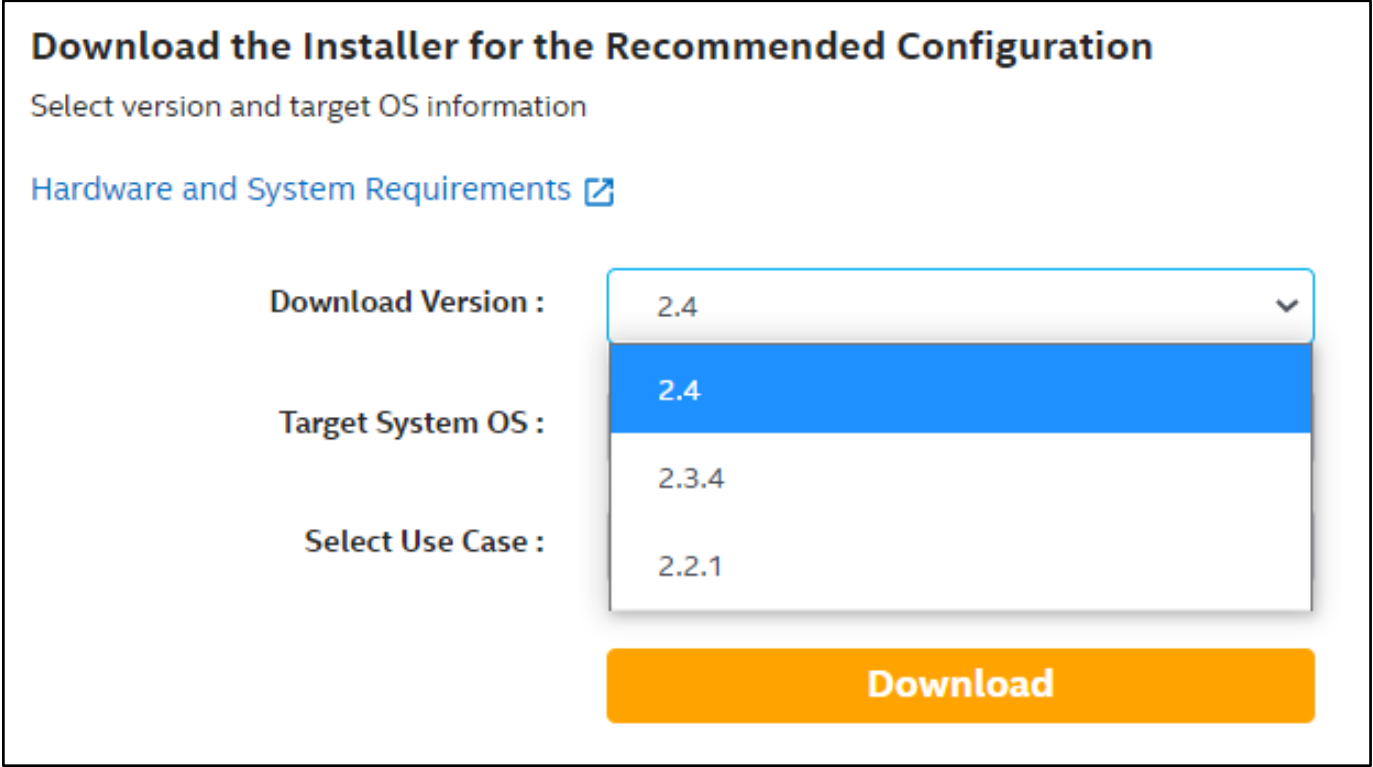 Download the Installer for the Recommended Configuration
Select version and target OS information
Hardware and System Requirements
Download Version :
2.4
2.4
Target System OS :
2.3.4
Select Use Case :
2.2.1
Download